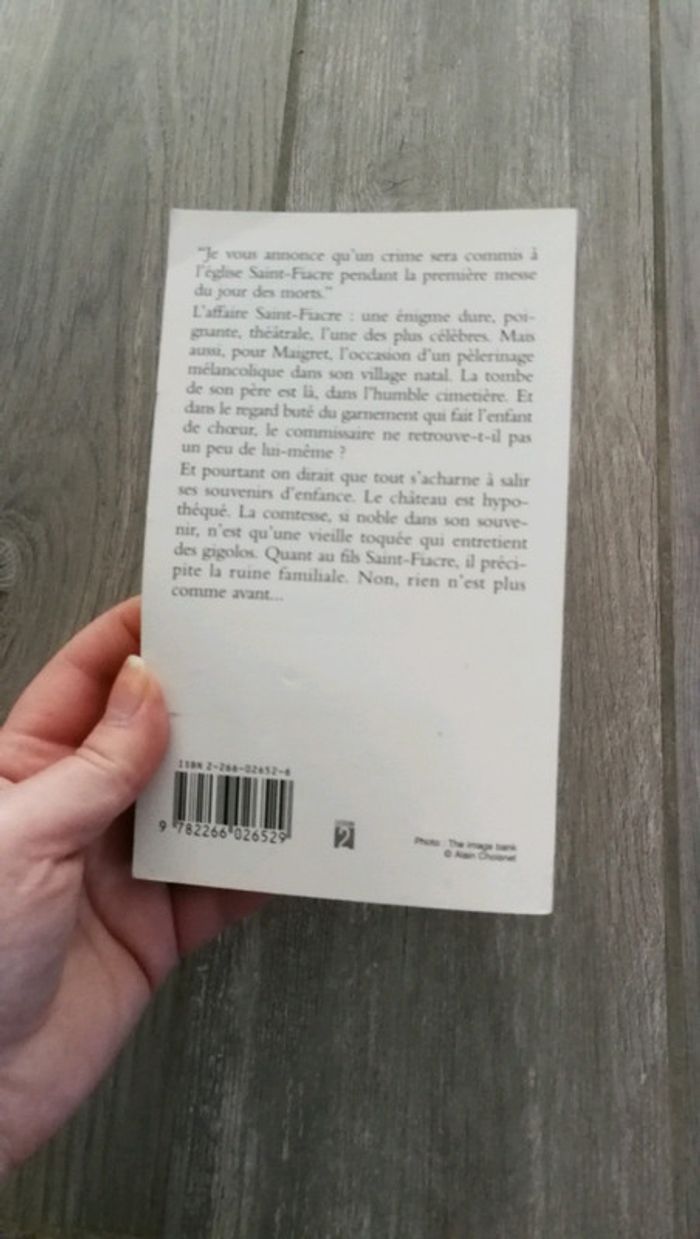 "Je vous annonce qu'un crime sera commis à
l'église Saint-Fiacre pendant la première messe
du jour des morts."
L'affaire Saint-Fiacre : une énigme dure, poi-
gnante, théâtrale, l'une des plus célèbres. Mais
aussi, pour Maigret, l'occasion d'un pèlerinage
mélancolique dans son village natal. La tombe
de son père est là, dans l'humble cimetière. Et
dans le regard buté du garnement qui fait l'enfant
de chœur, le commissaire ne retrouve-t-il pas
un peu de lui-même ?
Et pourtant on dirait que tout s'acharne à salir
ses souvenirs d'enfance. Le château est hypo-
théqué. La comtesse, si noble dans son souve-
nir, n'est qu'une vieille toquée qui entretient
des gigolos. Quant au fils Saint-Fiacre, il préci-
pite la ruine familiale. Non, rien n'est plus
comme avant...
ISBN 2-266-02652-6
9 782266 026529
2
Photo : The image bank
© Alain Choisnet